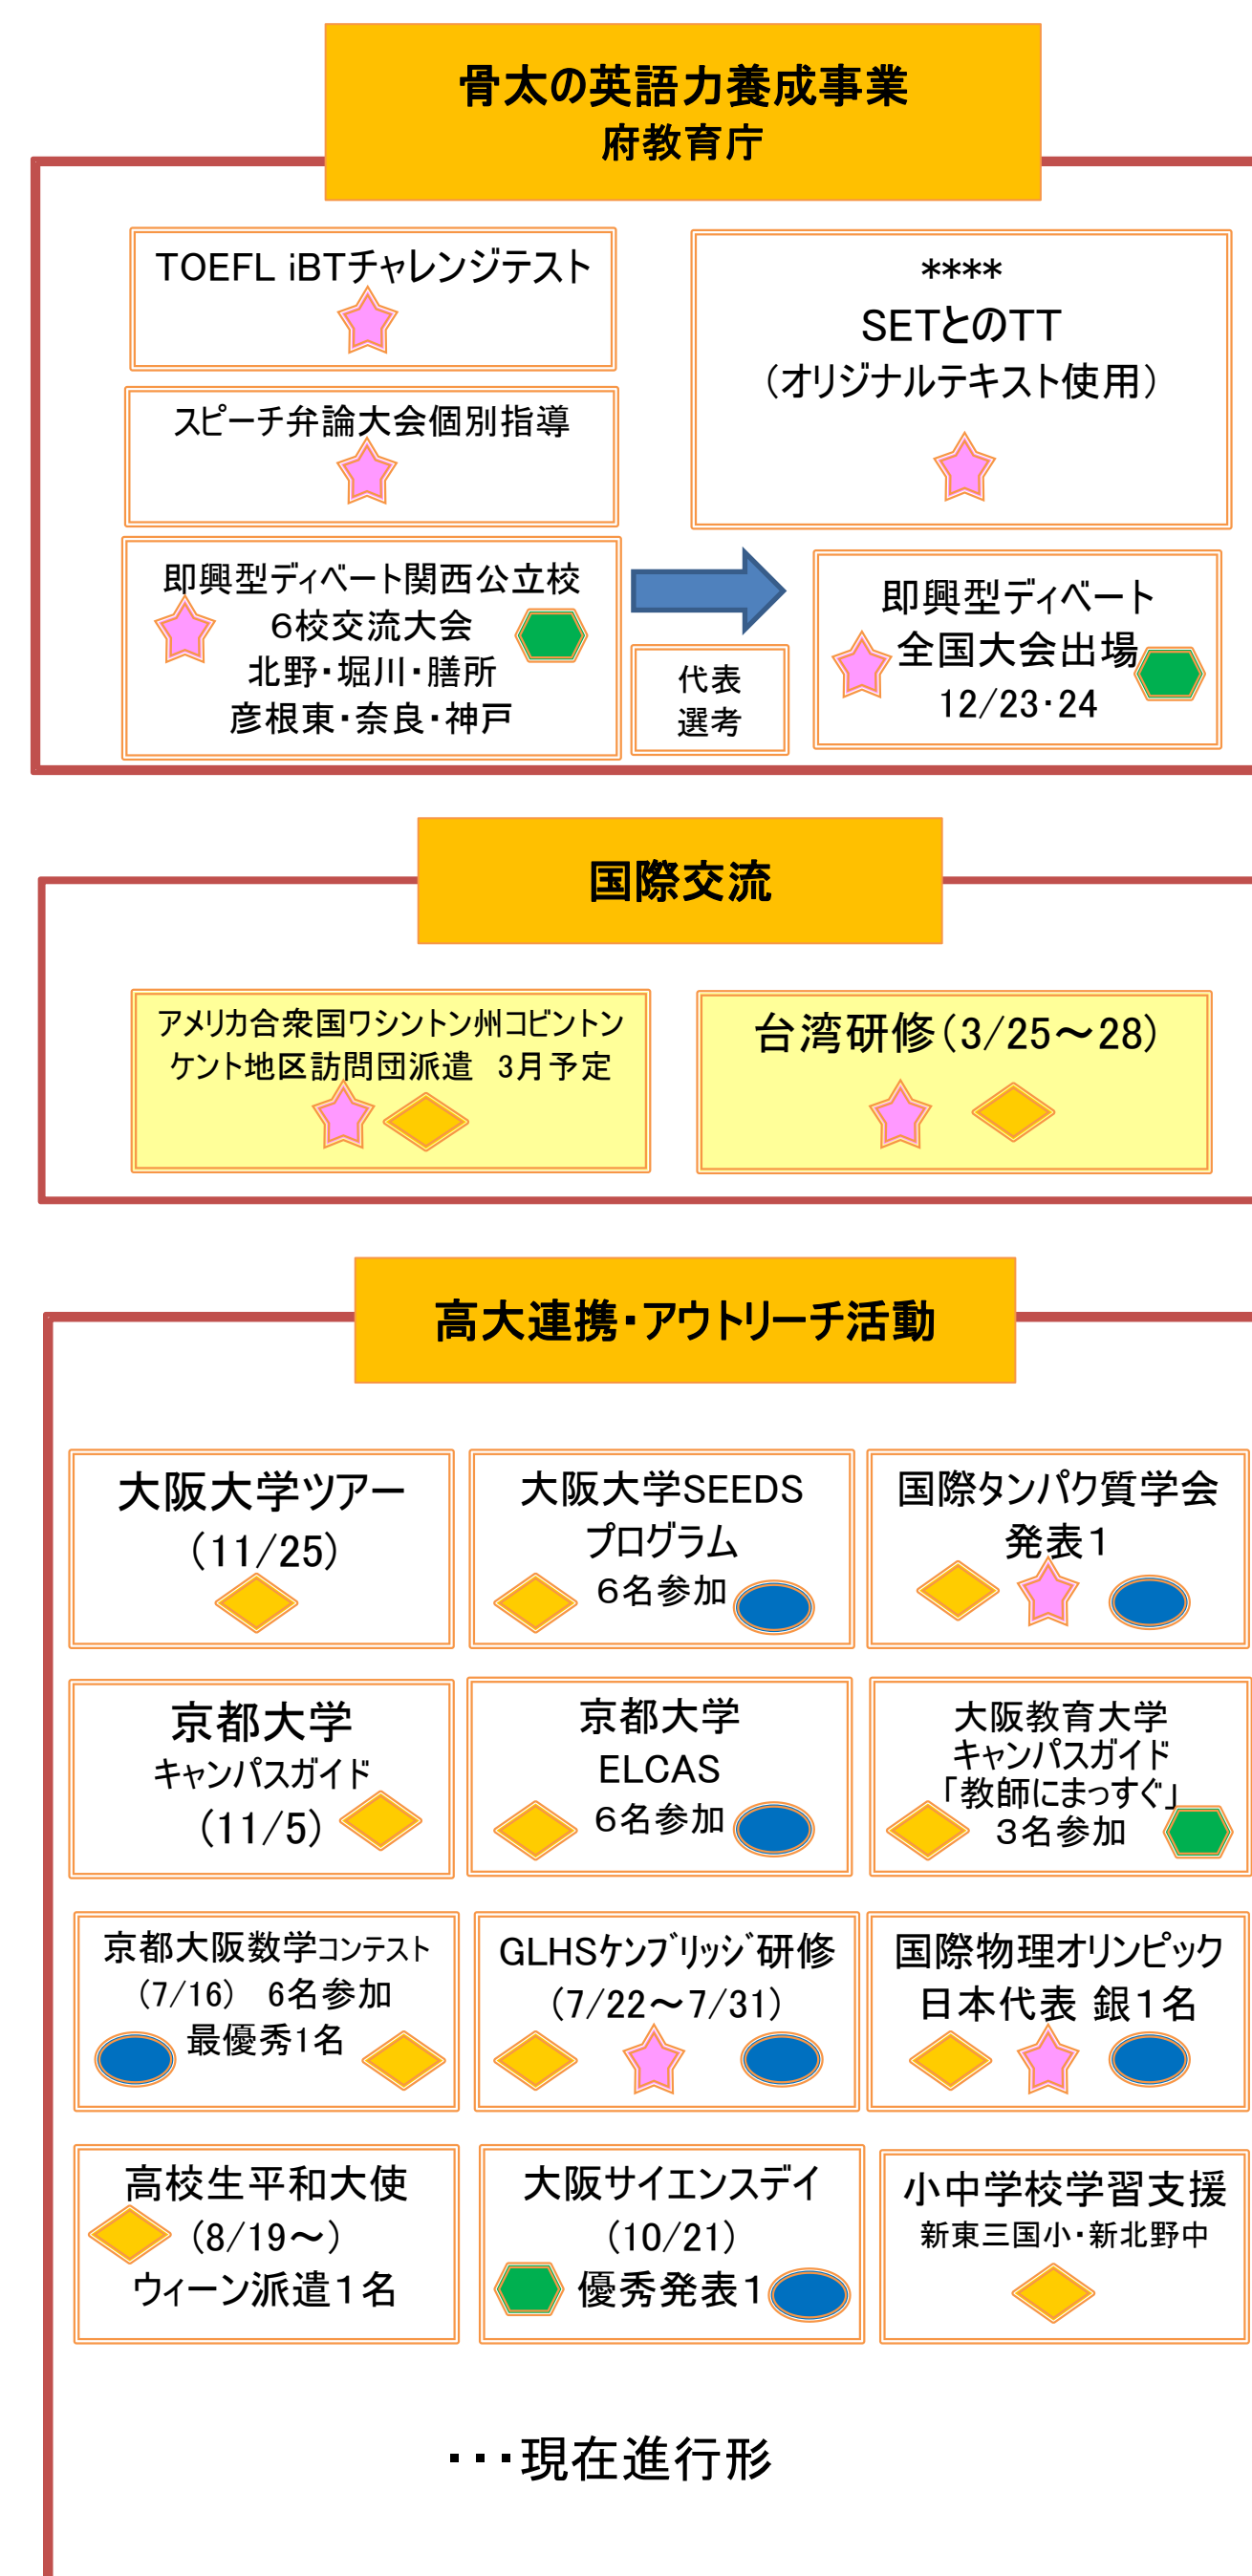 骨太の英語力養成事業
府教育庁
TOEFL iBTチャレンジテスト
****
SETとのTT
（オリジナルテキスト使用）
スピーチ弁論大会個別指導
即興型ディベート関西公立校
６校交流大会
北野・堀川・膳所
彦根東・奈良・神戸
代表
選考
即興型ディベート
全国大会出場
12/23・24
国際交流
アメリカ合衆国ワシントン州コビントン
ケント地区訪問団派遣　3月予定
台湾研修（3/25～28）
高大連携・アウトリーチ活動
大阪大学ツアー
（11/25）
大阪大学SEEDS
プログラム
６名参加
国際タンパク質学会
発表１
京都大学
キャンパスガイド
（11/5）
京都大学
ELCAS
６名参加
大阪教育大学
キャンパスガイド
「教師にまっすぐ」
３名参加
京都大阪数学コンテスト
（7/16）　6名参加
最優秀1名
GLHSケンブリッジ研修
（7/22～7/31）
国際物理オリンピック
日本代表 銀１名
高校生平和大使
（8/19～）
ウィーン派遣１名
大阪サイエンスデイ
（10/21）
優秀発表１
小中学校学習支援
新東三国小・新北野中
・・・現在進行形